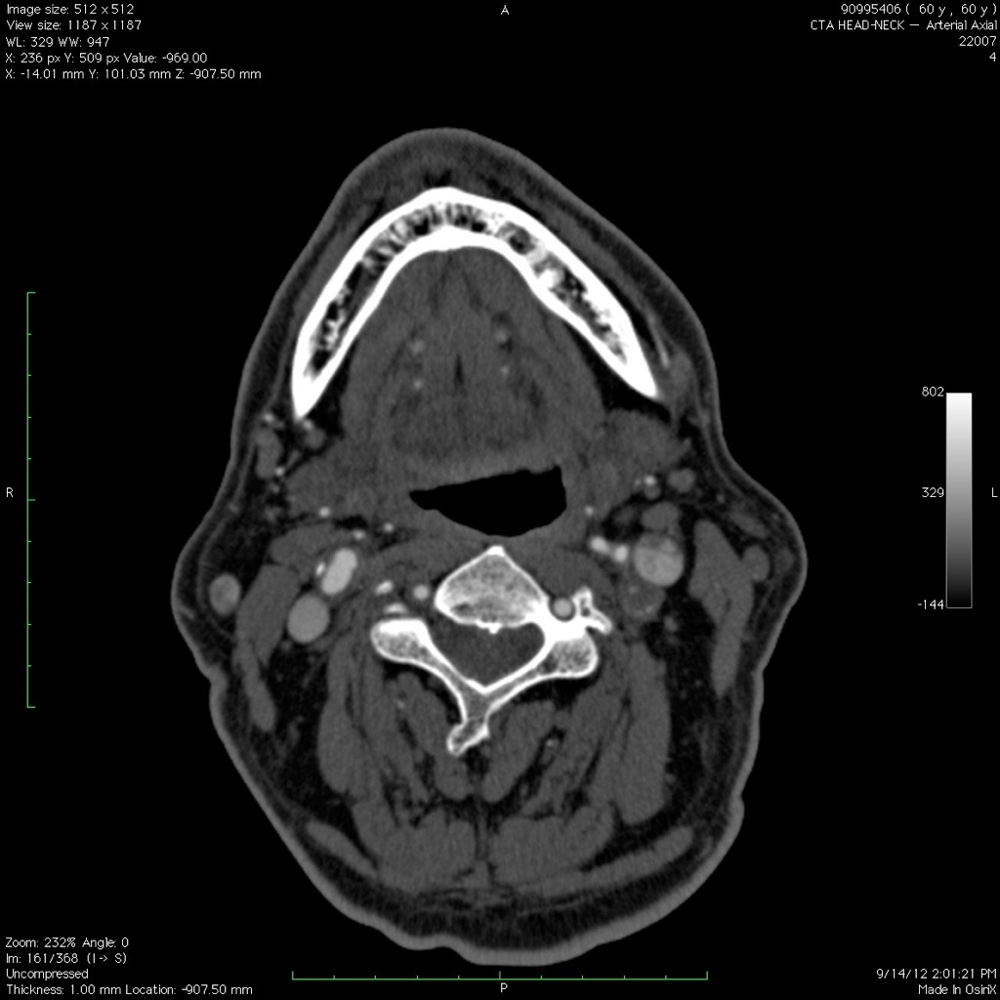 Image size: 512 x 512
View size: 1187 x 1187
WL: 329 WW: 947
X: 236 px Y: 509 px Value: -969.00
X: -14.01 mm Y: 101.03 mm Z: -907.50 mm
A
90995406 ( 60 y , 60 y )
CTA HEAD-NECK — Arterial Axial
22007
4
R
802
329
-144
L
Zoom: 232% Angle: 0
Im: 161/368 (I -> S)
Uncompressed
Thickness: 1.00 mm Location: -907.50 mm
P
9/14/12 2:01:21 PM
Made In OsiriX